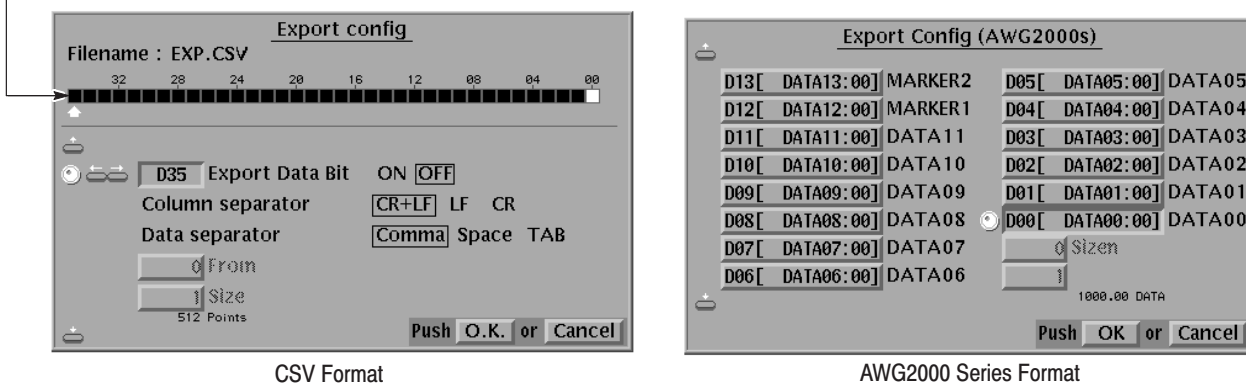 Export config
Filename : EXP.CSV
32 28 24 20 16 12 08 04 00
D35 Export Data Bit ON OFF
Column separator CR+LF LF CR
Data separator Comma Space TAB
0 From
1 Size
512 Points
Push O.K. or Cancel
CSV Format
Export Config (AWG2000s)
D13[ DATA13:00] MARKER2 D05[ DATA05:00] DATA05
D12[ DATA12:00] MARKER1 D04[ DATA04:00] DATA04
D11[ DATA11:00] DATA11 D03[ DATA03:00] DATA03
D10[ DATA10:00] DATA10 D02[ DATA02:00] DATA02
D09[ DATA09:00] DATA09 D01[ DATA01:00] DATA01
D08[ DATA08:00] DATA08 D00[ DATA00:00] DATA00
D07[ DATA07:00] DATA07 0 Sizen
D06[ DATA06:00] DATA06 1
1000.00 DATA
Push OK or Cancel
AWG2000 Series Format